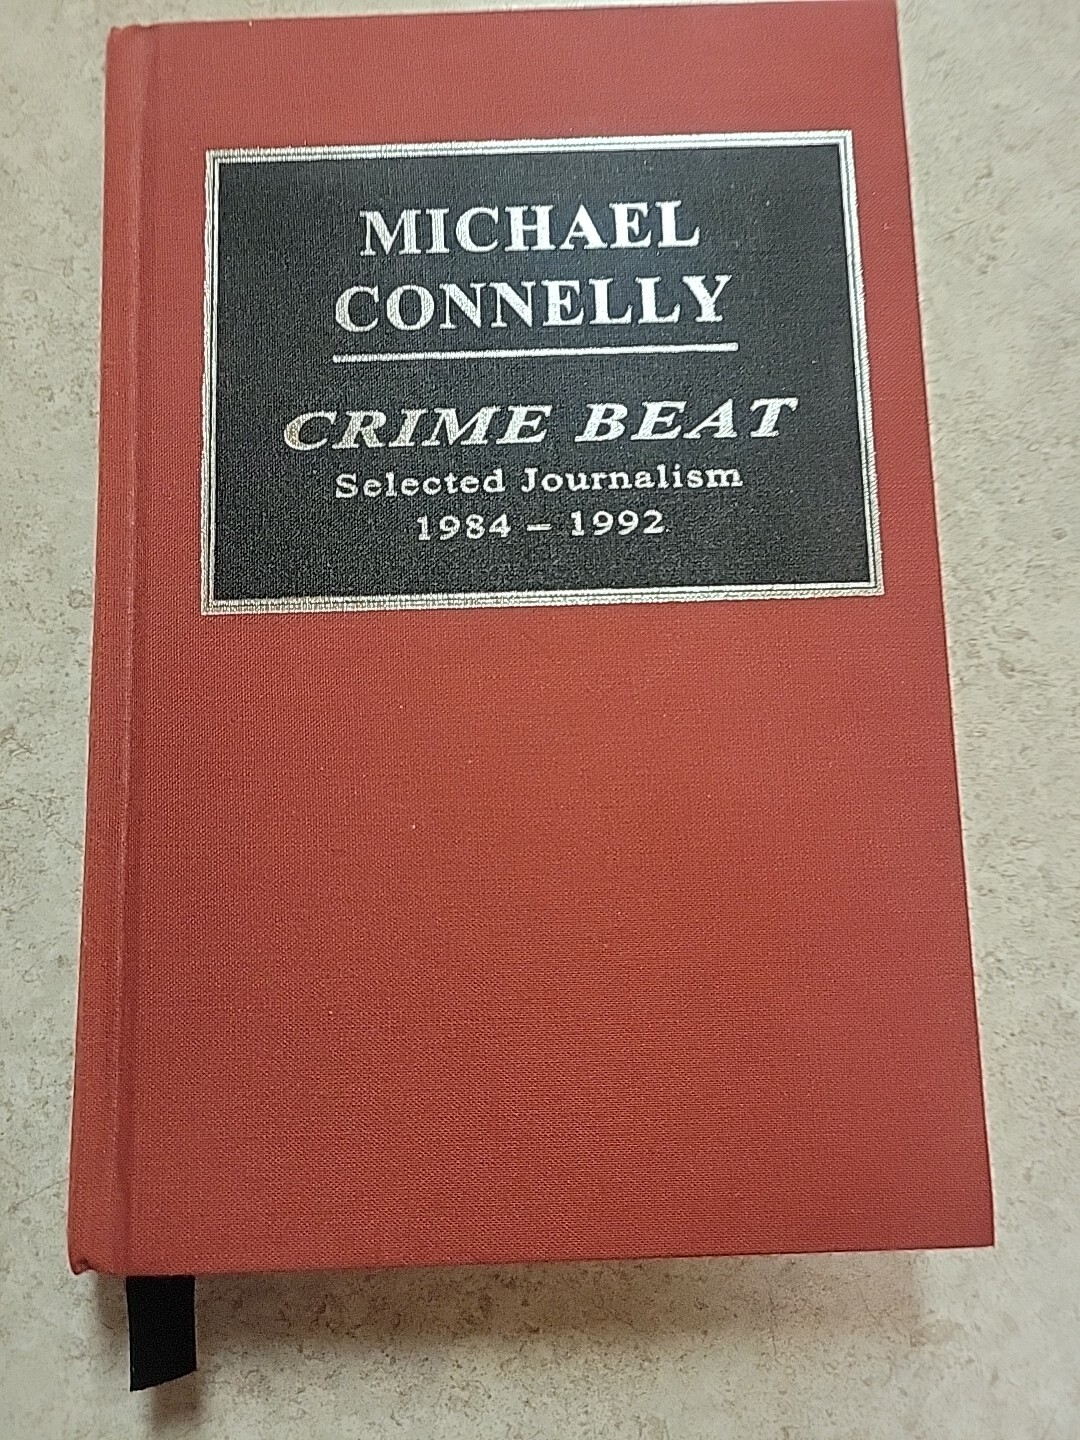 MICHAEL
CONNELLY
CRIME BEAT
Selected Journalism
1984 – 1992